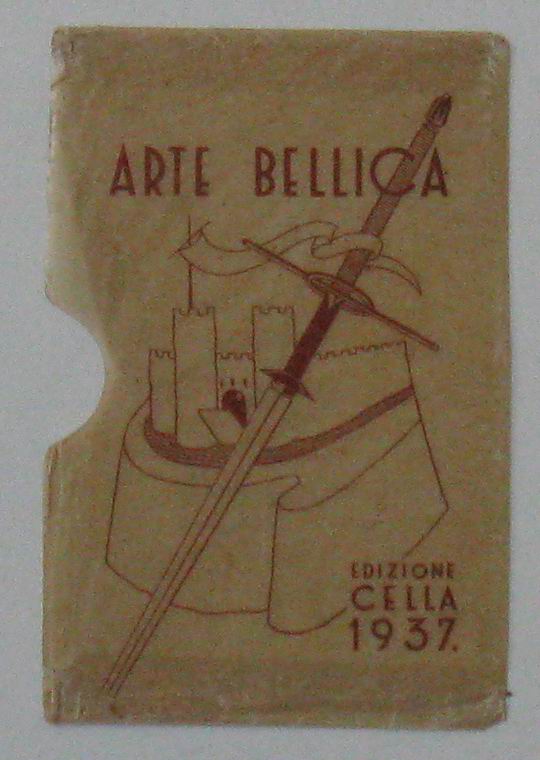 ARTE BELLICA
EDIZIONE
CELLA
1937.